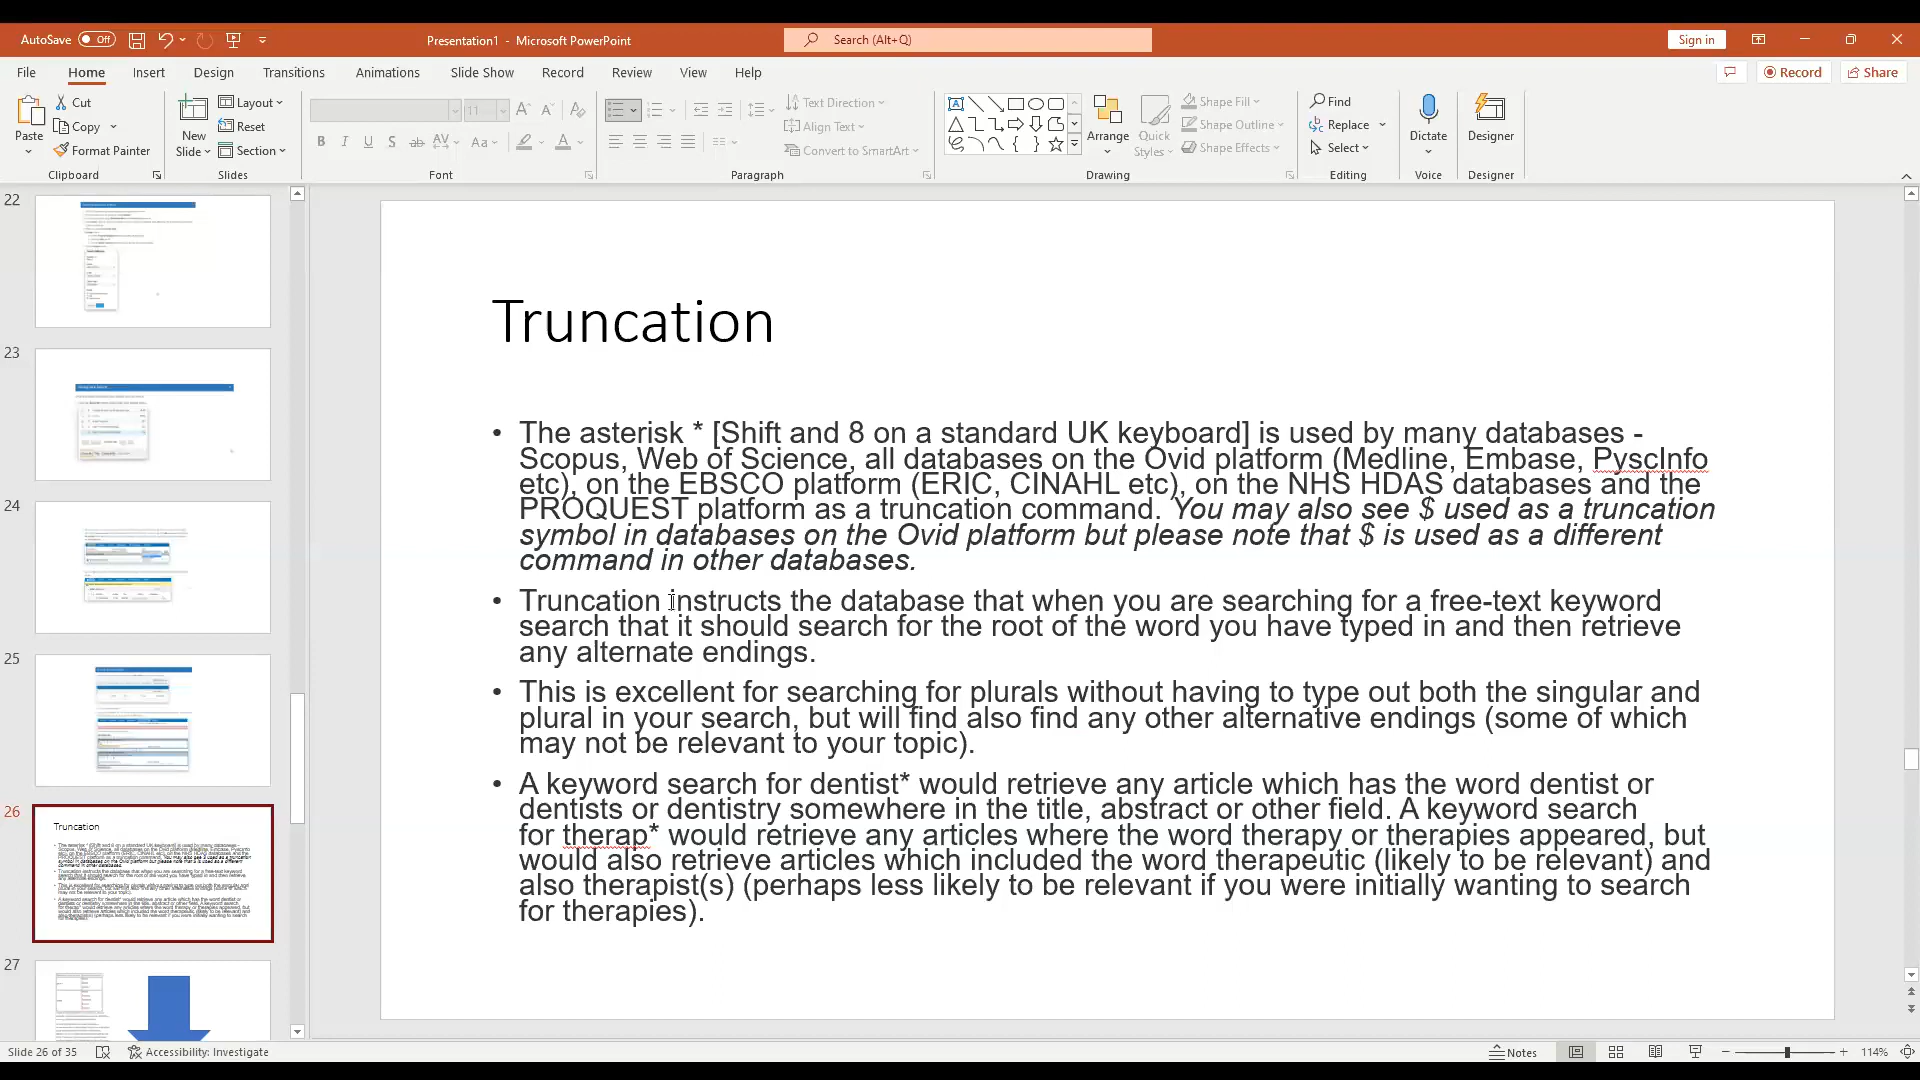 AutoSave Off
Presentation1 - Microsoft PowerPoint
Search (Alt+Q)
Sign in
File Home Insert Design Transitions Animations Slide Show Record Review View Help
Record Share
Paste
Cut
Copy
Format Painter
Clipboard
New Slide
Layout
Reset
Section
Slides
11
Font
Paragraph
Text Direction
Align Text
Convert to SmartArt
Arrange
Quick Styles
Shape Fill
Shape Outline
Shape Effects
Drawing
Find
Replace
Select
Editing
Dictate
Voice
Designer
Designer
22
23
24
25
26
Truncation
27
Truncation
• The asterisk * [Shift and 8 on a standard UK keyboard] is used by many databases -
Scopus, Web of Science, all databases on the Ovid platform (Medline, Embase, PyscInfo
etc), on the EBSCO platform (ERIC, CINAHL etc), on the NHS HDAS databases and the
PROQUEST platform as a truncation command. You may also see $ used as a truncation
symbol in databases on the Ovid platform but please note that $ is used as a different
command in other databases.
• Truncation instructs the database that when you are searching for a free-text keyword
search that it should search for the root of the word you have typed in and then retrieve
any alternate endings.
• This is excellent for searching for plurals without having to type out both the singular and
plural in your search, but will find also find any other alternative endings (some of which
may not be relevant to your topic).
• A keyword search for dentist* would retrieve any article which has the word dentist or
dentists or dentistry somewhere in the title, abstract or other field. A keyword search
for therap* would retrieve any articles where the word therapy or therapies appeared, but
would also retrieve articles which included the word therapeutic (likely to be relevant) and
also therapist(s) (perhaps less likely to be relevant if you were initially wanting to search
for therapies).
Slide 26 of 35
Accessibility: Investigate
Notes
114%